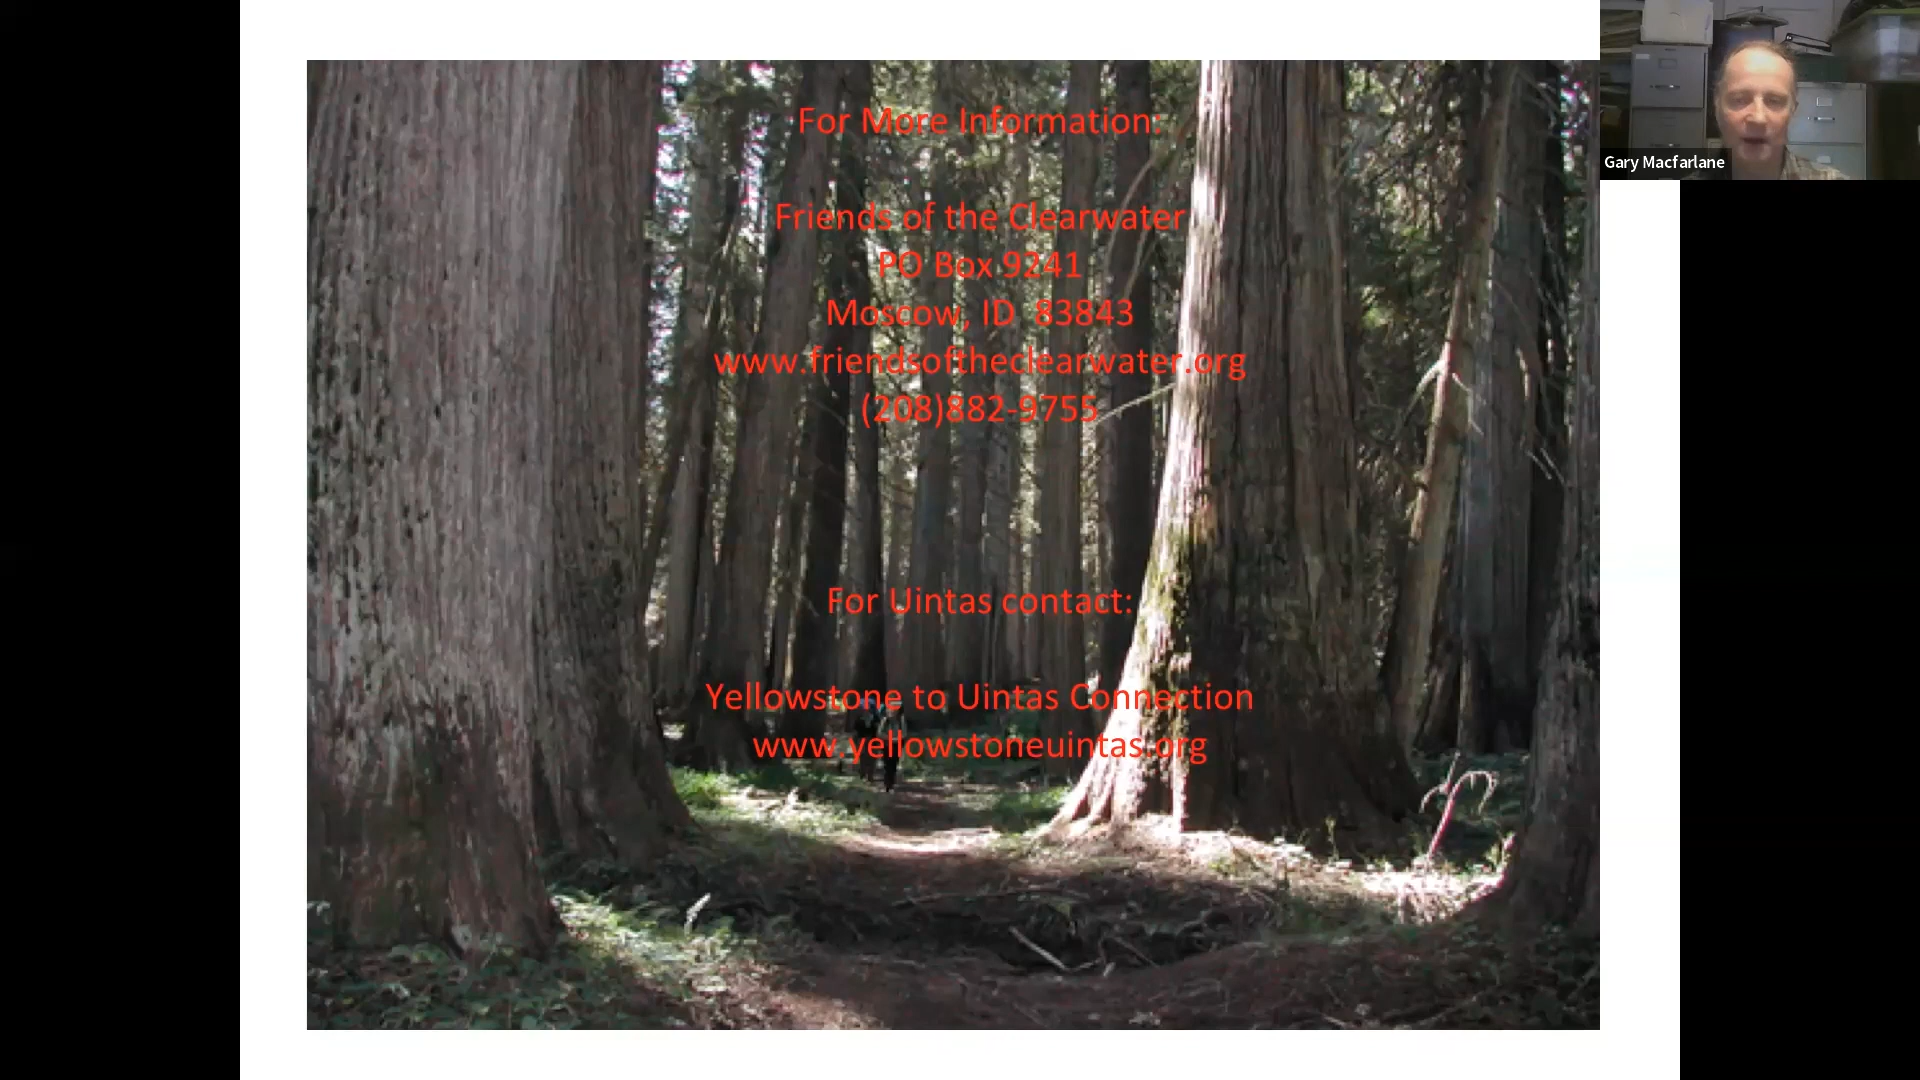 For More Information:
Friends of the Clearwater
PO Box 9241
Moscow, ID  83843
www.friendsoftheclearwater.org
(208)882-9755
For Uintas contact:
Yellowstone to Uintas Connection
www.yellowstoneuintas.org
Gary Macfarlane